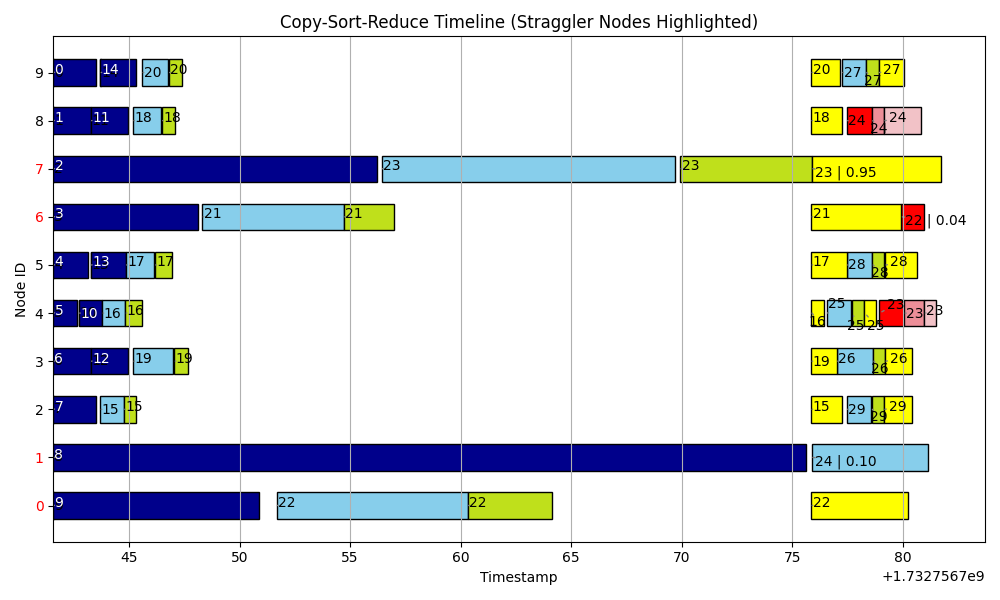 Copy-Sort-Reduce Timeline (Straggler Nodes Highlighted)
Node ID
9
0 14 20 20 20 27 27 27
8
1 11 18 18 18 24 24 24
7
2 23 23 23 | 0.95
6
3 21 21 21 22 | 0.04
5
4 13 17 17 17 28 28 28
4
5 10 16 16 16 25 25 25 23 23 23
3
6 12 19 19 19 26 26 26
2
7 15 15 15 29 29 29
1
8 24 | 0.10
0
9 22 22 22
45 50 55 60 65 70 75 80
+1.7327567e9
Timestamp